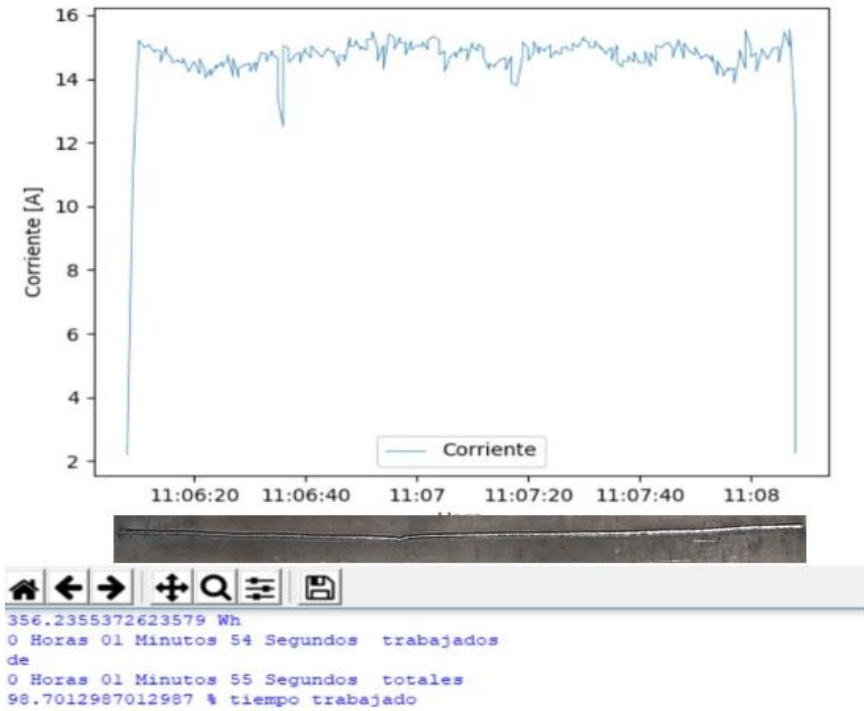 16
14
12
10
8
6
4
2
Corriente [A]
Corriente
11:06:20 11:06:40 11:07 11:07:20 11:07:40 11:08
356.2355372623579 Wh
0 Horas 01 Minutos 54 Segundos trabajados
de
0 Horas 01 Minutos 55 Segundos totales
98.7012987012987 % tiempo trabajado